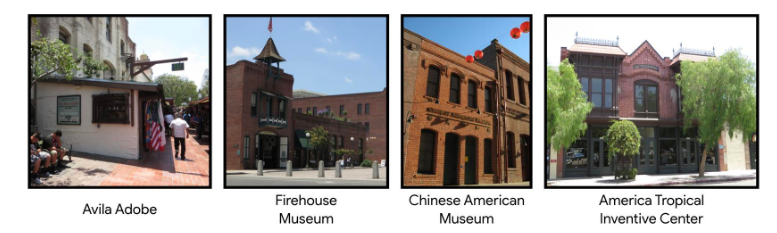 Avila Adobe
Firehouse
Museum
Chinese American
Museum
America Tropical
Inventive Center